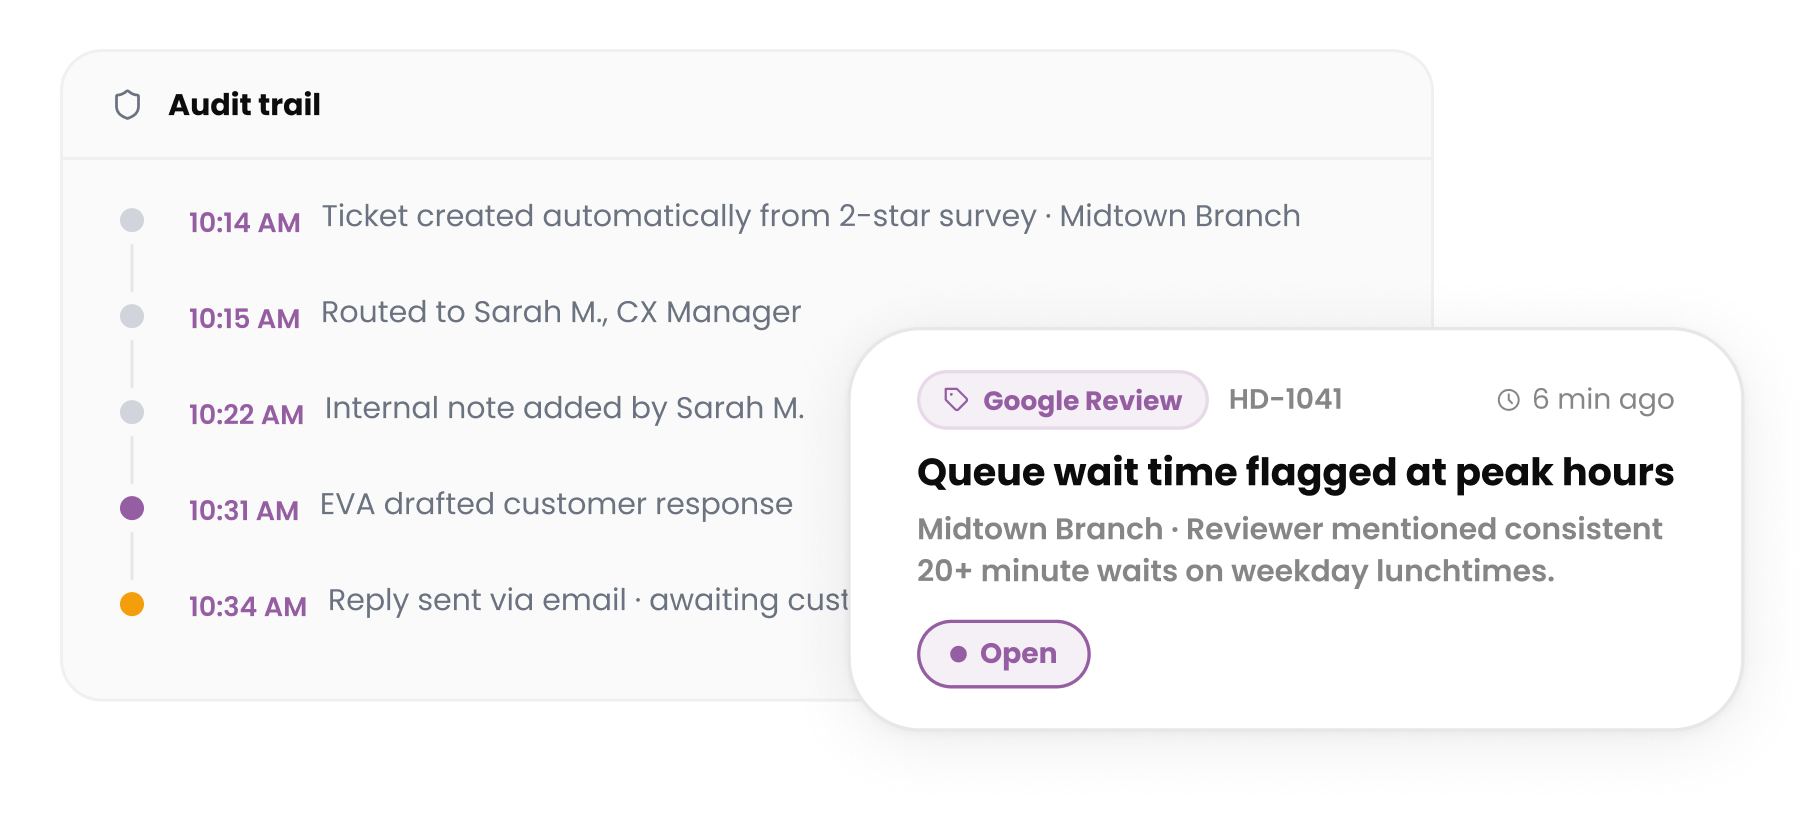 Audit trail
10:14 AM Ticket created automatically from 2-star survey · Midtown Branch
10:15 AM Routed to Sarah M., CX Manager
10:22 AM Internal note added by Sarah M.
10:31 AM EVA drafted customer response
10:34 AM Reply sent via email · awaiting
Google Review HD-1041 6 min ago
Queue wait time flagged at peak hours
Midtown Branch · Reviewer mentioned consistent
20+ minute waits on weekday lunchtimes.
Open